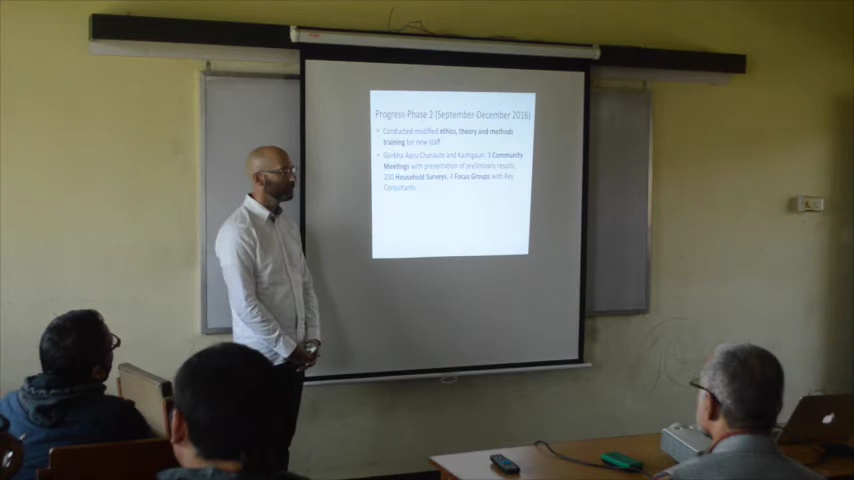 Progress-Phase 2 (September-December 2016)
• Conducted modified ethics, theory and methods
training for new staff
• Gorkha-Aaru Chanaute and Kashigaun: 3 Community
Meetings with presentation of preliminary results,
200 Household Surveys, 4 Focus Groups with Key
Consultants